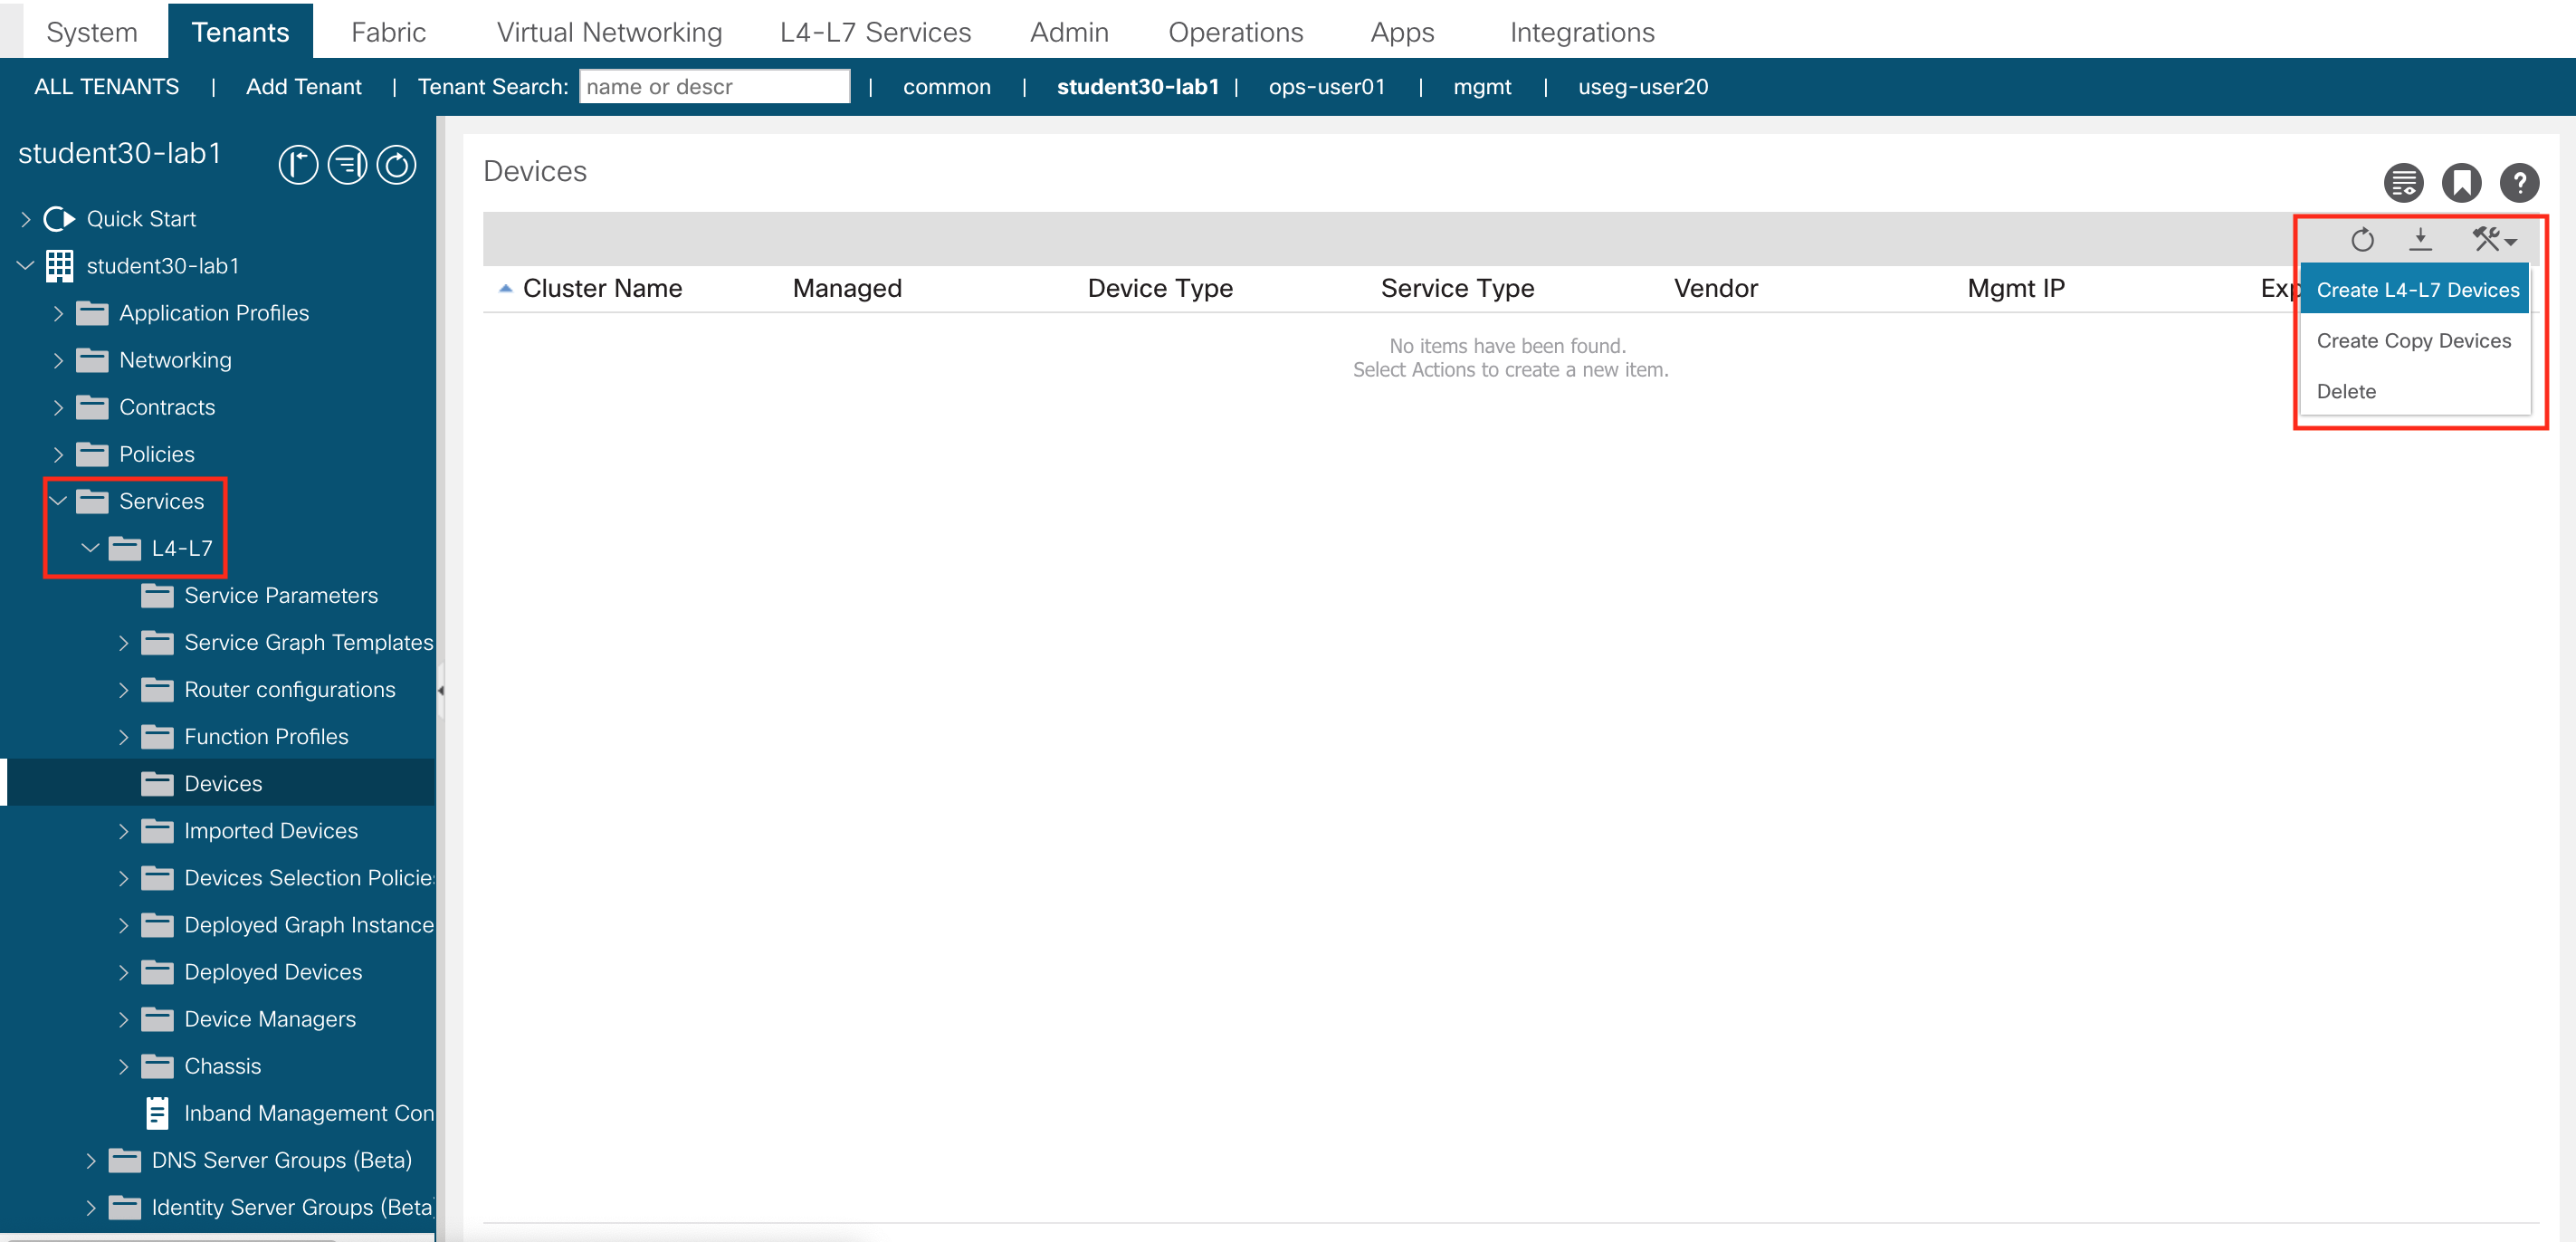 System Tenants Fabric Virtual Networking L4-L7 Services Admin Operations Apps Integrations
ALL TENANTS | Add Tenant | Tenant Search: name or descr | common | student30-lab1 | ops-user01 | mgmt | useg-user20
student30-lab1
Quick Start
student30-lab1
Application Profiles
Networking
Contracts
Policies
Services
L4-L7
Service Parameters
Service Graph Templates
Router configurations
Function Profiles
Devices
Imported Devices
Devices Selection Policies
Deployed Graph Instance
Deployed Devices
Device Managers
Chassis
Inband Management Con
DNS Server Groups (Beta)
Identity Server Groups (Beta)
Devices
?
Cluster Name Managed Device Type Service Type Vendor Mgmt IP Exp
No items have been found.
Select Actions to create a new item.
Create L4-L7 Devices
Create Copy Devices
Delete